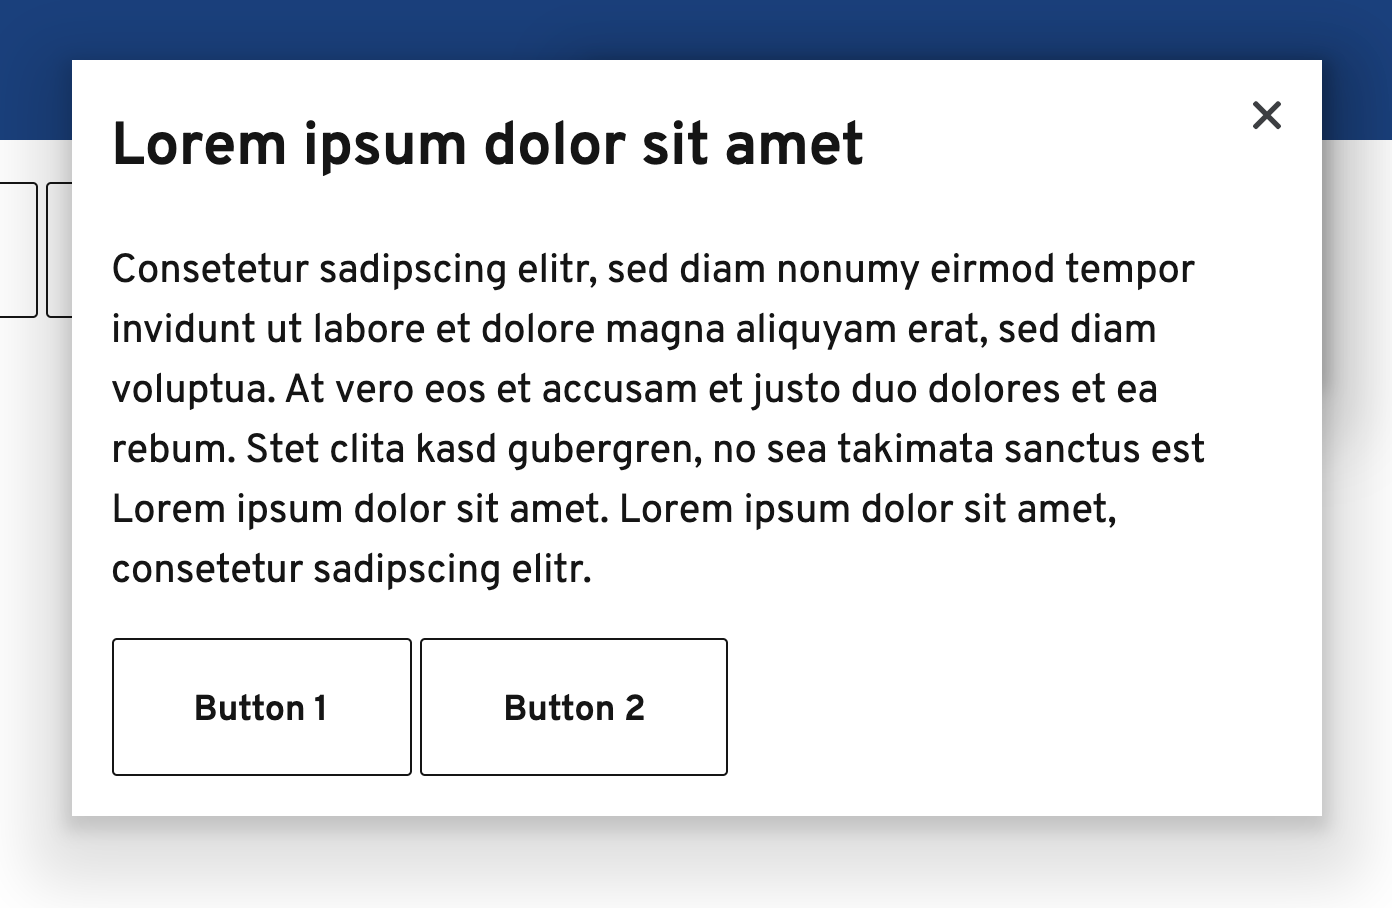 Lorem ipsum dolor sit amet
Consetetur sadipscing elitr, sed diam nonumy eirmod tempor
invidunt ut labore et dolore magna aliquyam erat, sed diam
voluptua. At vero eos et accusam et justo duo dolores et ea
rebum. Stet clita kasd gubergren, no sea takimata sanctus est
Lorem ipsum dolor sit amet. Lorem ipsum dolor sit amet,
consetetur sadipscing elitr.
Button 1 Button 2